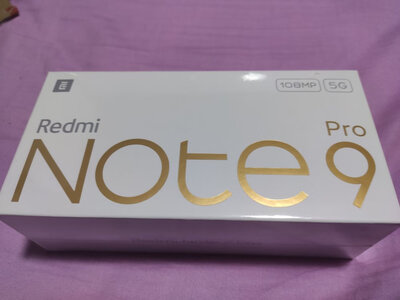 mi
108MP 5G
Redmi
Pro
Note 9